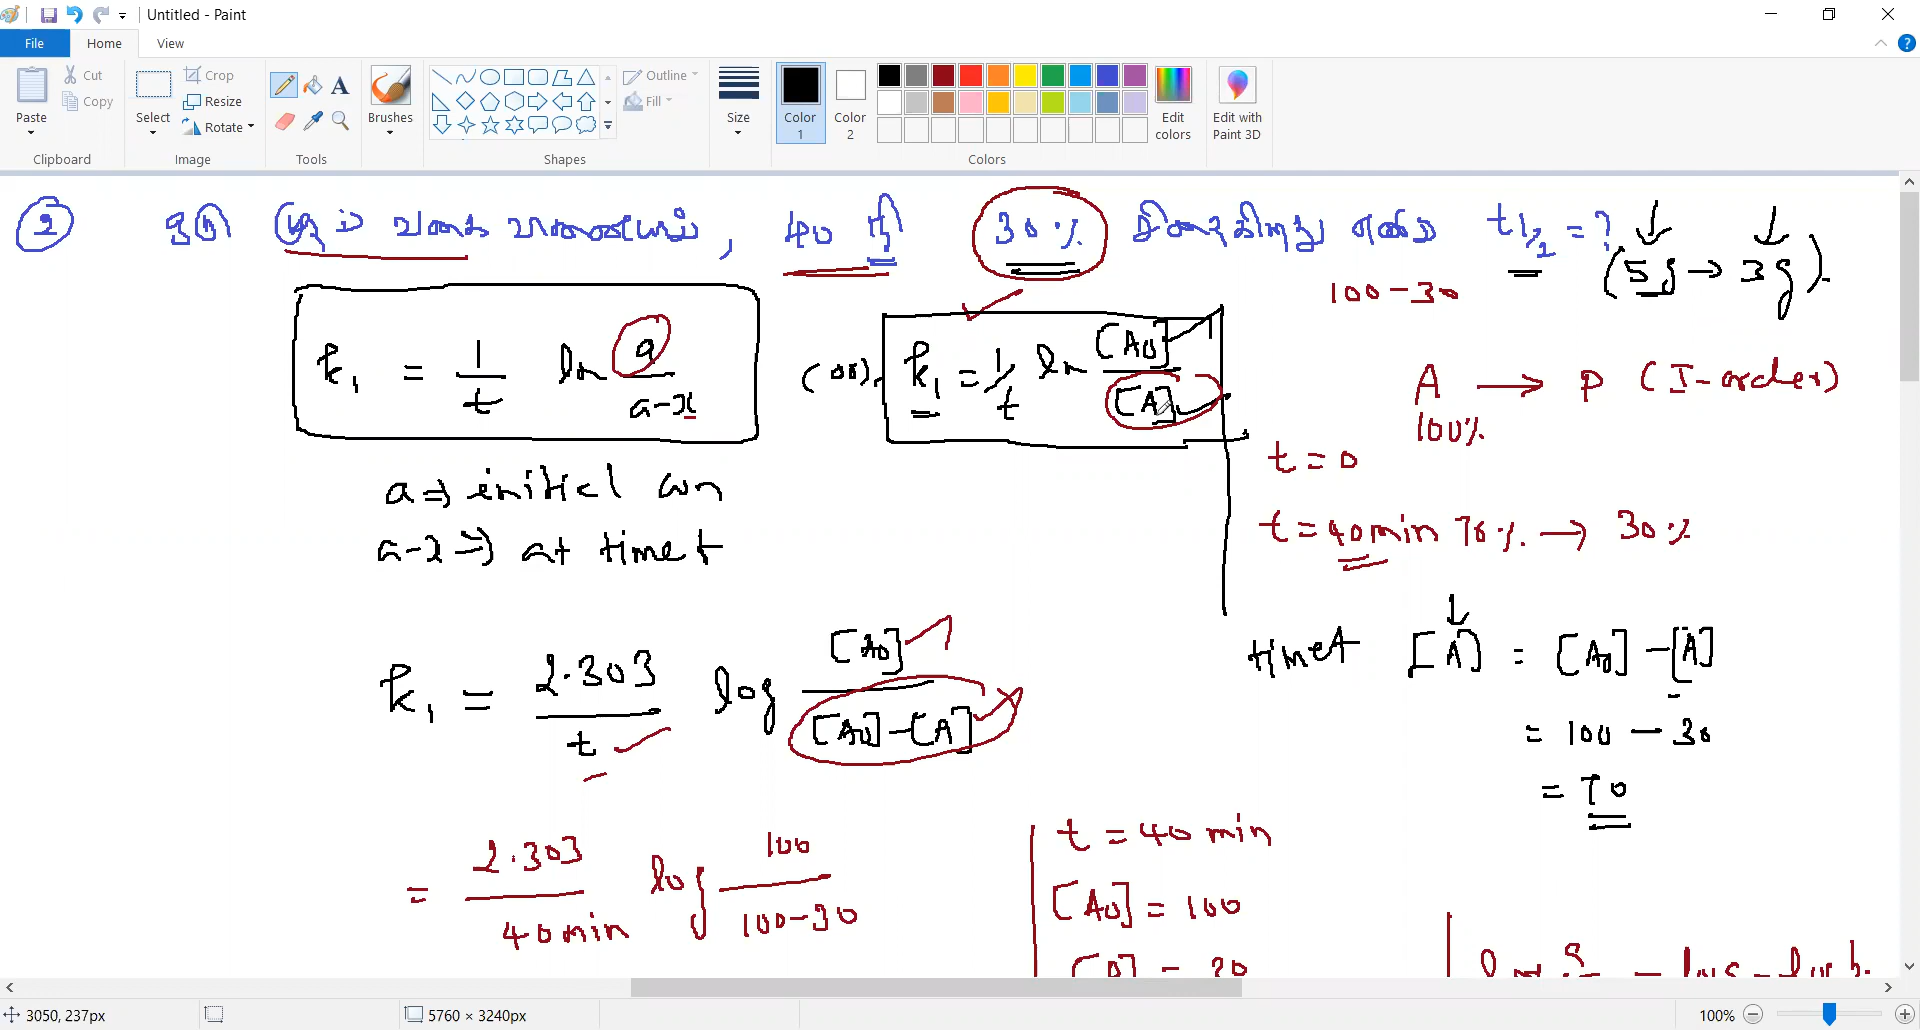 Untitled - Paint
File Home View
Paste Cut Copy Select Crop Resize Rotate Brushes Outline Fill Size Color 1 Color 2 Edit colors Edit with Paint 3D
Clipboard Image Tools Shapes Colors
② , 40 30% t1/2 = ?
100-30 (5g → 3g).
k₁ = 1/t ln a/a-x (or). k₁ = 1/t ln [A0]/[A]
A → P (I-order)
100%
t = 0
a ⇒ initial con
a-x ⇒ at time t
t = 40min 70% → 30%
k₁ = 2.303/t log [A0]/[A0]-[A]
time t [A] = [A0] - [A]
= 100 - 30
= 70
= 2.303/40min log 100/100-30
t = 40 min
[A0] = 100
3050, 237px 5760 × 3240px 100%